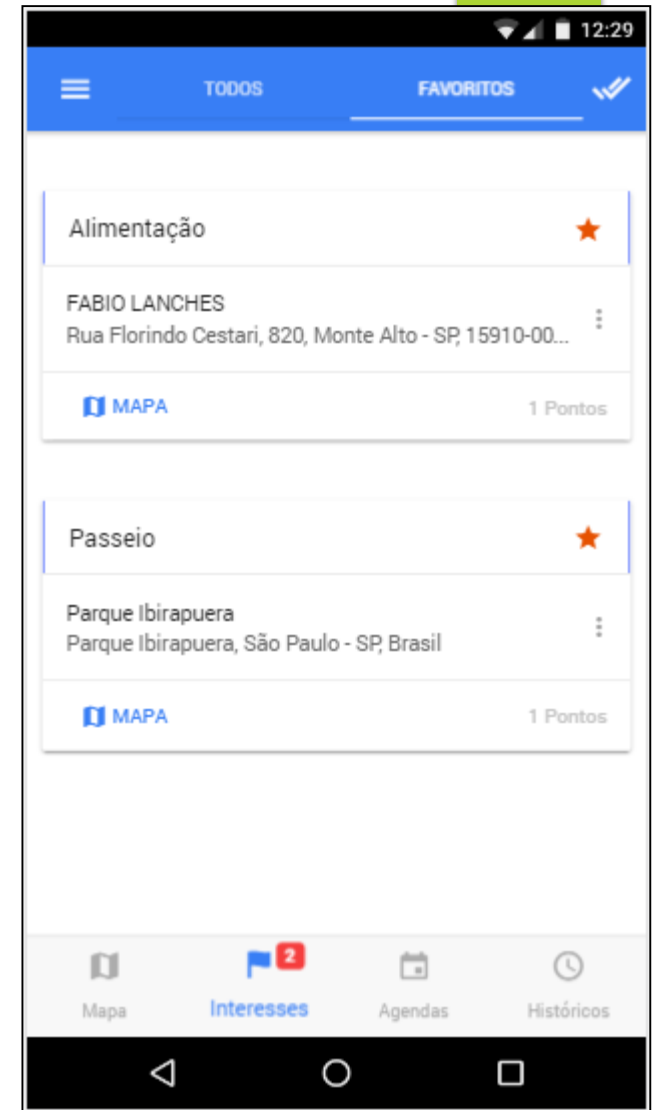 12:29
TODOS FAVORITOS
Alimentação
FABIO LANCHES
Rua Florindo Cestari, 820, Monte Alto - SP, 15910-00...
MAPA 1 Pontos
Passeio
Parque Ibirapuera
Parque Ibirapuera, São Paulo - SP, Brasil
MAPA 1 Pontos
2
Mapa Interesses Agendas Históricos